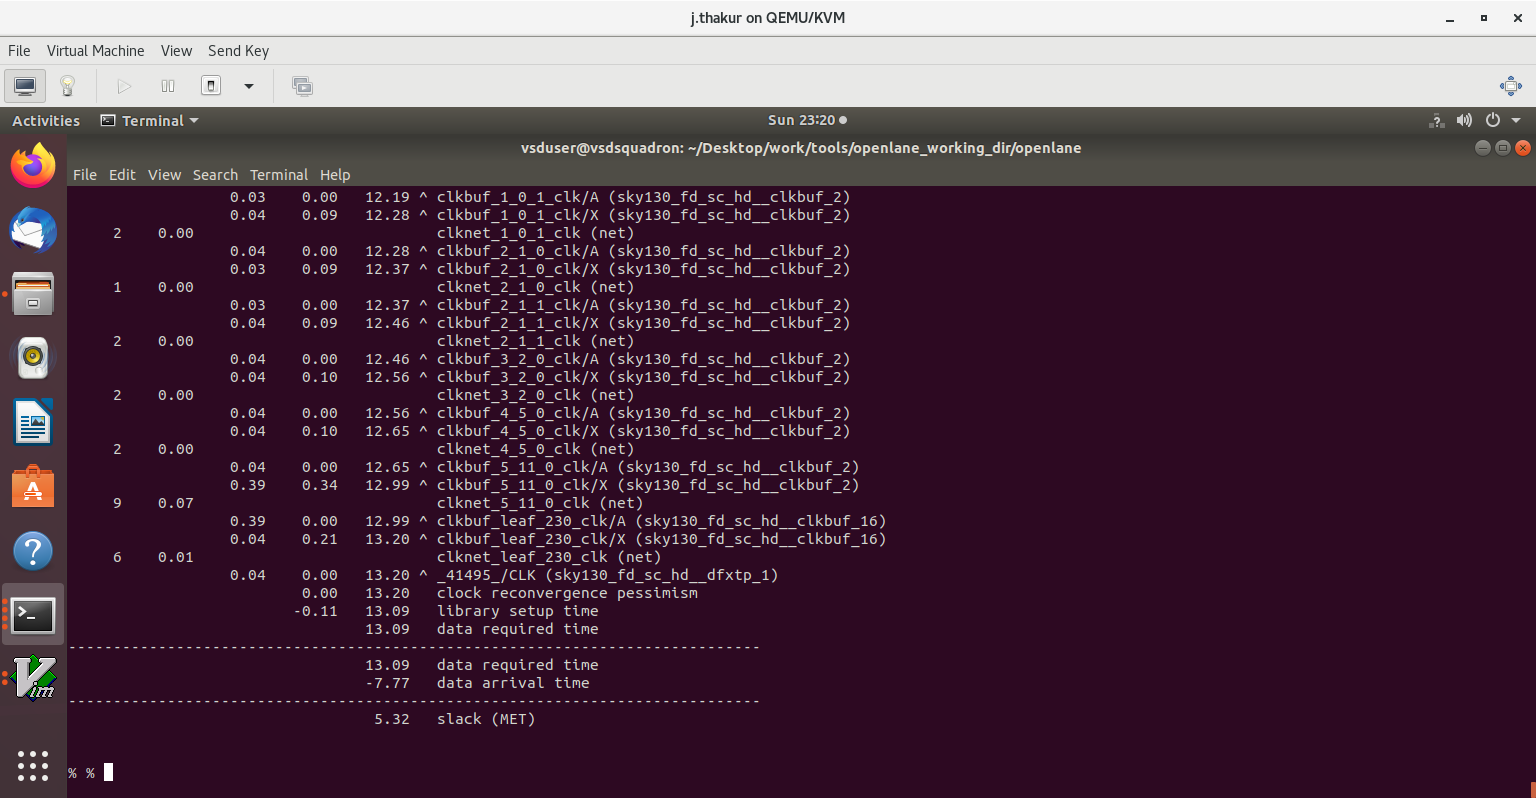 j.thakur on QEMU/KVM
File Virtual Machine View Send Key
Activities Terminal Sun 23:20
vsduser@vsdsquadron: ~/Desktop/work/tools/openlane_working_dir/openlane
File Edit View Search Terminal Help
0.03 0.00 12.19 ^ clkbuf_1_0_1_clk/A (sky130_fd_sc_hd__clkbuf_2)
0.04 0.09 12.28 ^ clkbuf_1_0_1_clk/X (sky130_fd_sc_hd__clkbuf_2)
2 0.00 clknet_1_0_1_clk (net)
0.04 0.00 12.28 ^ clkbuf_2_1_0_clk/A (sky130_fd_sc_hd__clkbuf_2)
0.03 0.09 12.37 ^ clkbuf_2_1_0_clk/X (sky130_fd_sc_hd__clkbuf_2)
1 0.00 clknet_2_1_0_clk (net)
0.03 0.00 12.37 ^ clkbuf_2_1_1_clk/A (sky130_fd_sc_hd__clkbuf_2)
0.04 0.09 12.46 ^ clkbuf_2_1_1_clk/X (sky130_fd_sc_hd__clkbuf_2)
2 0.00 clknet_2_1_1_clk (net)
0.04 0.00 12.46 ^ clkbuf_3_2_0_clk/A (sky130_fd_sc_hd__clkbuf_2)
0.04 0.10 12.56 ^ clkbuf_3_2_0_clk/X (sky130_fd_sc_hd__clkbuf_2)
2 0.00 clknet_3_2_0_clk (net)
0.04 0.00 12.56 ^ clkbuf_4_5_0_clk/A (sky130_fd_sc_hd__clkbuf_2)
0.04 0.10 12.65 ^ clkbuf_4_5_0_clk/X (sky130_fd_sc_hd__clkbuf_2)
2 0.00 clknet_4_5_0_clk (net)
0.04 0.00 12.65 ^ clkbuf_5_11_0_clk/A (sky130_fd_sc_hd__clkbuf_2)
0.39 0.34 12.99 ^ clkbuf_5_11_0_clk/X (sky130_fd_sc_hd__clkbuf_2)
9 0.07 clknet_5_11_0_clk (net)
0.39 0.00 12.99 ^ clkbuf_leaf_230_clk/A (sky130_fd_sc_hd__clkbuf_16)
0.04 0.21 13.20 ^ clkbuf_leaf_230_clk/X (sky130_fd_sc_hd__clkbuf_16)
6 0.01 clknet_leaf_230_clk (net)
0.04 0.00 13.20 ^ _41495_/CLK (sky130_fd_sc_hd__dfxtp_1)
0.00 13.20 clock reconvergence pessimism
-0.11 13.09 library setup time
13.09 data required time
-----------------------------------------------------------------------------
13.09 data required time
-7.77 data arrival time
-----------------------------------------------------------------------------
5.32 slack (MET)
% %